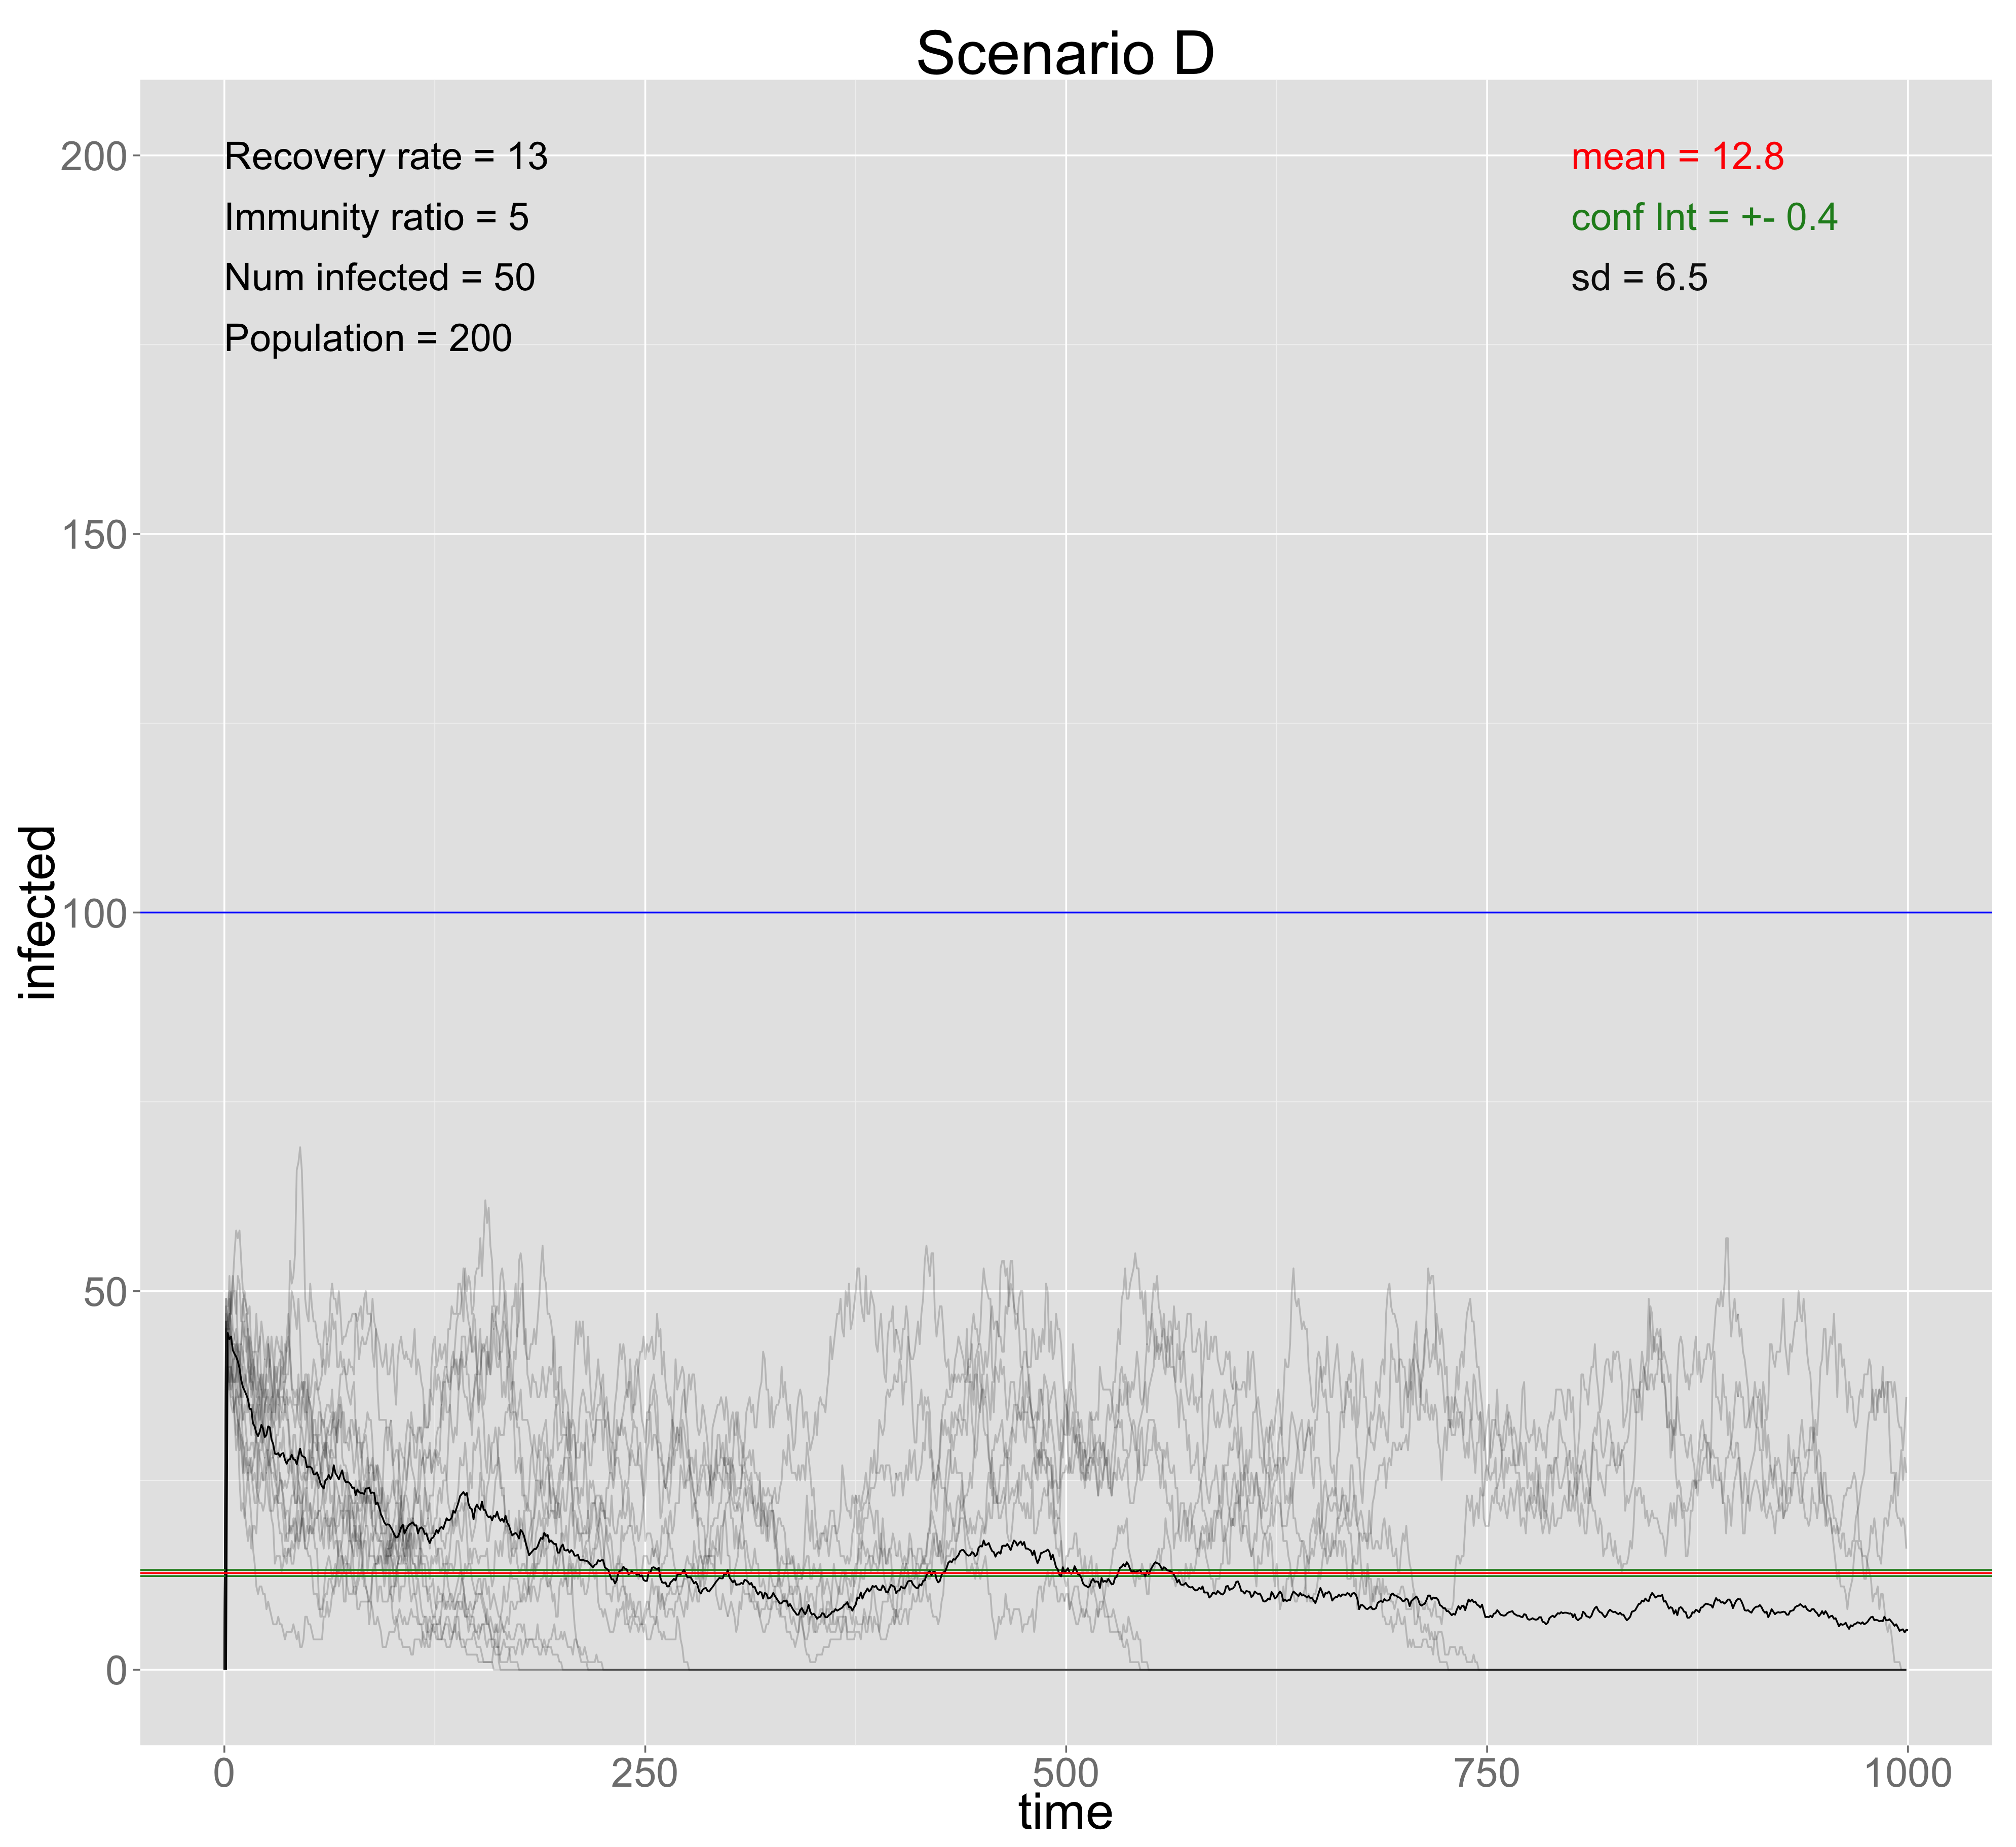 Scenario D
Recovery rate = 13
Immunity ratio = 5
Num infected = 50
Population = 200
mean = 12.8
conf Int = +- 0.4
sd = 6.5
infected
200
150
100
50
0
0 250 500 750 1000
time